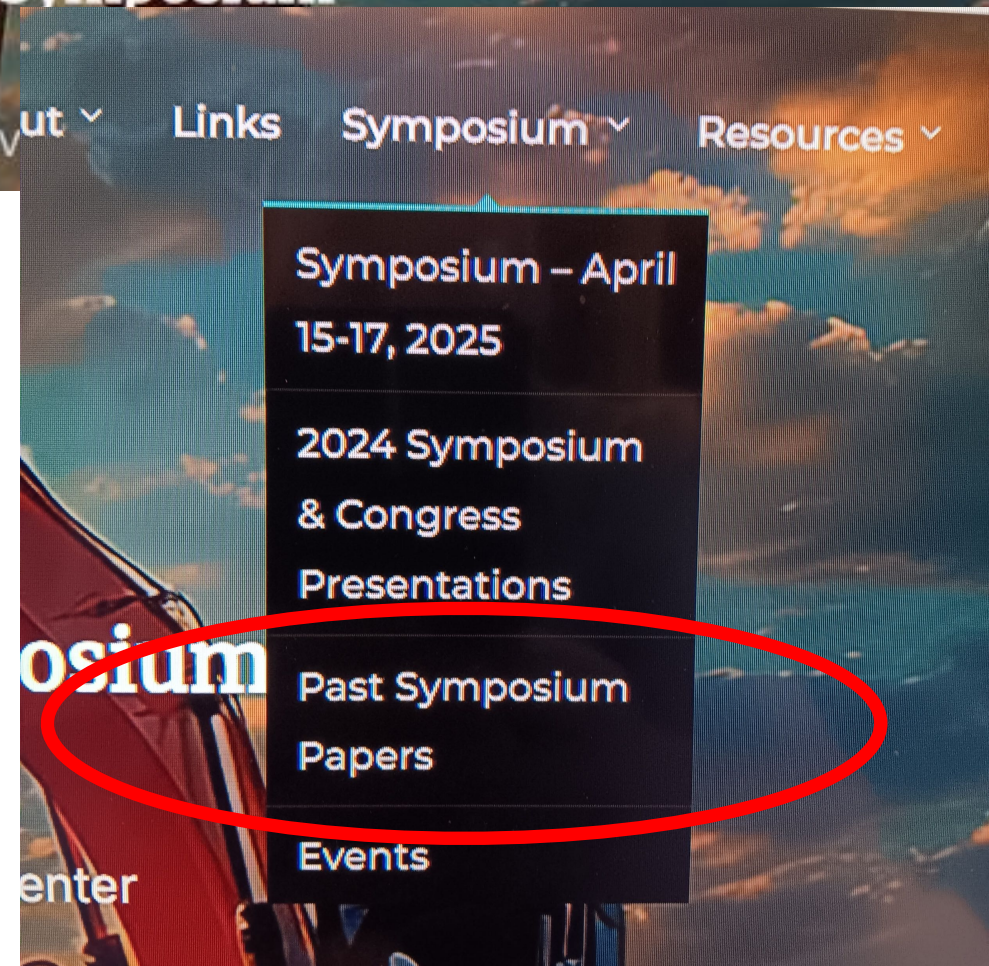 ut Links Symposium Resources
Symposium – April
15-17, 2025
2024 Symposium
& Congress
Presentations
osium
Past Symposium
Papers
Events
enter